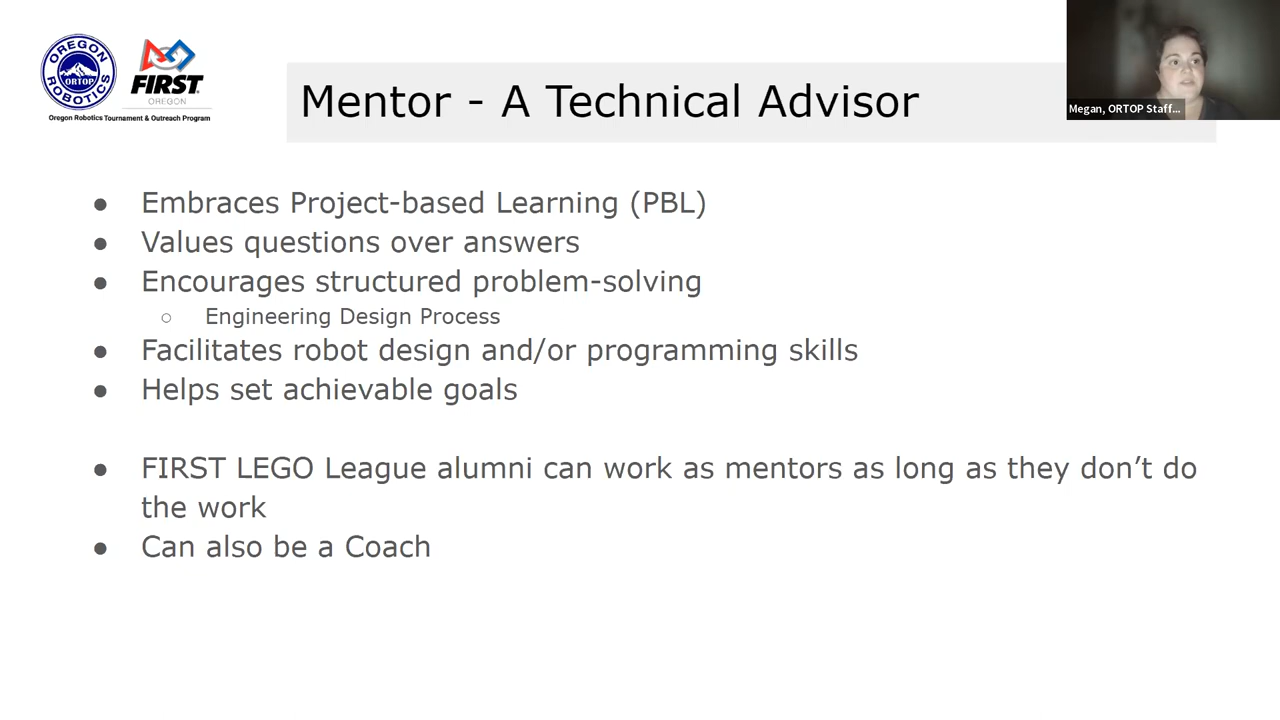 OREGON
ORTOP
ROBOTICS
FIRST
OREGON
Oregon Robotics Tournament & Outreach Program
Mentor - A Technical Advisor
Megan, ORTOP Staff...
● Embraces Project-based Learning (PBL)
● Values questions over answers
● Encourages structured problem-solving
○ Engineering Design Process
● Facilitates robot design and/or programming skills
● Helps set achievable goals
● FIRST LEGO League alumni can work as mentors as long as they don’t do
the work
● Can also be a Coach